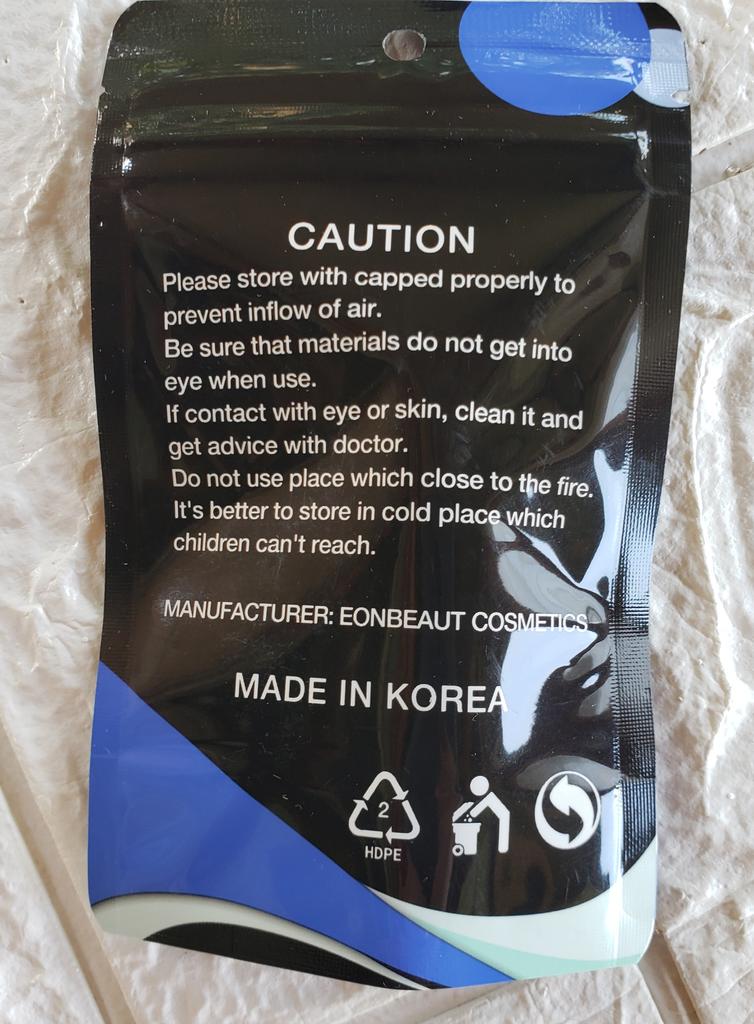 CAUTION
Please store with capped properly to
prevent inflow of air.
Be sure that materials do not get into
eye when use.
If contact with eye or skin, clean it and
get advice with doctor.
Do not use place which close to the fire.
It's better to store in cold place which
children can't reach.
MANUFACTURER: EONBEAUT COSMETICS
MADE IN KOREA
2
HDPE